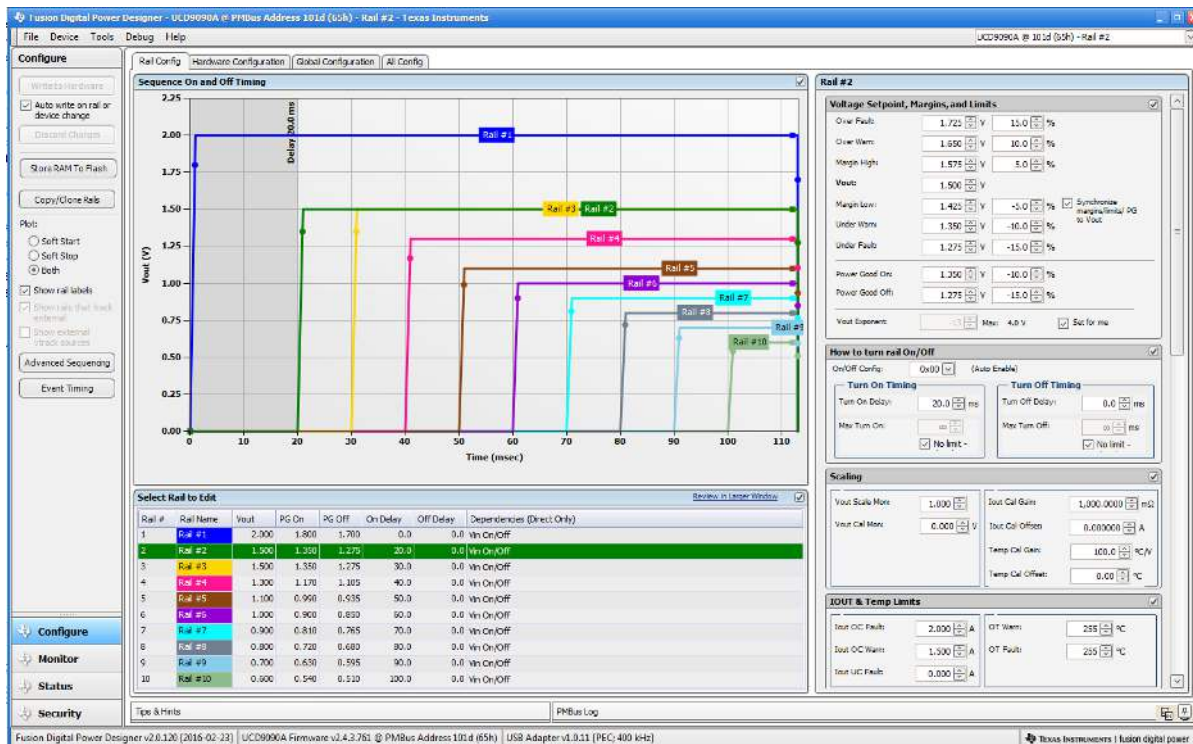 Fusion Digital Power Designer - UCD9090A @ PMBus Address 101d (65h) - Rail #2 - Texas Instruments
File Device Tools Debug Help
UCD9090A @ 101d (65h) - Rail #2
Configure
Write to Hardware
Auto write on rail or
device change
Discard Changes
Store RAM To Flash
Copy/Clone Rails
Plot:
Soft Start
Soft Stop
Both
Show rail labels
Show rails that track
external
Show external
track sources
Advanced Sequencing
Event Timing
Configure
Monitor
Status
Security
Rail Config Hardware Configuration Global Configuration All Config
Sequence On and Off Timing
2.25
2.00
1.75
1.50
1.25
1.00
0.75
0.50
0.25
0.00
Vout (V)
Delay 20.0 ms
Rail #1
Rail #3 Rail #2
Rail #4
Rail #5
Rail #6
Rail #7
Rail #8
Rail #9
Rail #10
0 10 20 30 40 50 60 70 80 90 100 110
Time (msec)
Select Rail to Edit Review in Larger Window
Rail # Rail Name Vout PG On PG Off On Delay Off Delay Dependencies (Direct Only)
1 Rail #1 2.000 1.800 1.700 0.0 0.0 Vin On/Off
2 Rail #2 1.500 1.350 1.275 20.0 0.0 Vin On/Off
3 Rail #3 1.500 1.350 1.275 30.0 0.0 Vin On/Off
4 Rail #4 1.300 1.170 1.105 40.0 0.0 Vin On/Off
5 Rail #5 1.100 0.990 0.935 50.0 0.0 Vin On/Off
6 Rail #6 1.000 0.900 0.850 60.0 0.0 Vin On/Off
7 Rail #7 0.900 0.810 0.765 70.0 0.0 Vin On/Off
8 Rail #8 0.800 0.720 0.680 80.0 0.0 Vin On/Off
9 Rail #9 0.700 0.630 0.595 90.0 0.0 Vin On/Off
10 Rail #10 0.600 0.540 0.510 100.0 0.0 Vin On/Off
Rail #2
Voltage Setpoint, Margins, and Limits
Over Fault: 1.725 V 15.0 %
Over Warn: 1.650 V 10.0 %
Margin High: 1.575 V 5.0 %
Vout: 1.500 V
Margin Low: 1.425 V -5.0 % Synchronize
margins/limits/ PG
to Vout
Under Warn: 1.350 V -10.0 %
Under Fault: 1.275 V -15.0 %
Power Good On: 1.350 V -10.0 %
Power Good Off: 1.275 V -15.0 %
Vout Exponent: -13 Max: 4.0 V Set for me
How to turn rail On/Off
On/Off Config: 0x00 (Auto Enable)
Turn On Timing
Turn On Delay: 20.0 ms
Max Turn On: ∞ ms
No limit -
Turn Off Timing
Turn Off Delay: 0.0 ms
Max Turn Off: ∞ ms
No limit -
Scaling
Vout Scale Mon: 1.000
Vout Cal Mon: 0.000 V
Iout Cal Gain: 1,000.0000 mΩ
Iout Cal Offset: 0.000000 A
Temp Cal Gain: 100.0 °C/V
Temp Cal Offset: 0.00 °C
IOUT & Temp Limits
Iout OC Fault: 2.000 A
Iout OC Warn: 1.500 A
Iout UC Fault: 0.000 A
OT Warn: 255 °C
OT Fault: 255 °C
Tips & Hints PMBus Log
Fusion Digital Power Designer v2.0.120 [2016-02-23] UCD9090A Firmware v2.4.3.761 @ PMBus Address 101d (65h) USB Adapter v1.0.11 [PEC; 400 kHz] TEXAS INSTRUMENTS | fusion digital power